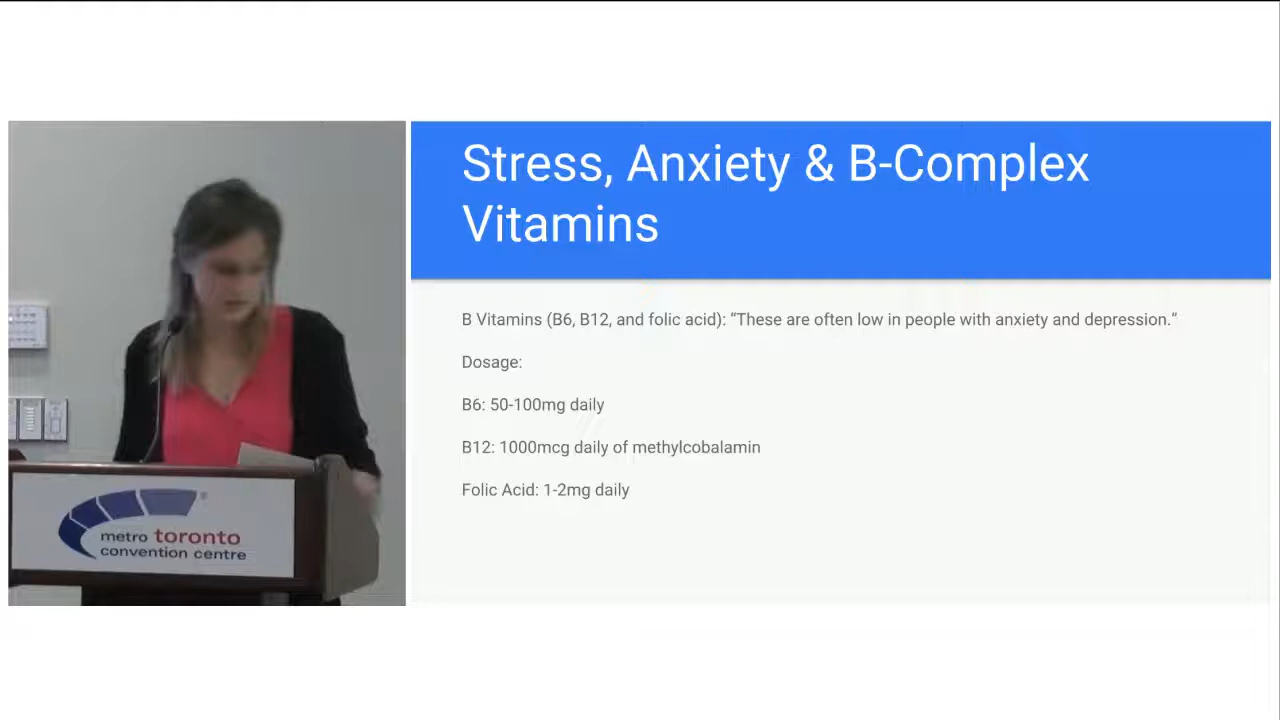 Stress, Anxiety & B-Complex
Vitamins
B Vitamins (B6, B12, and folic acid): “These are often low in people with anxiety and depression.”
Dosage:
B6: 50-100mg daily
B12: 1000mcg daily of methylcobalamin
Folic Acid: 1-2mg daily
metro toronto
convention centre
®